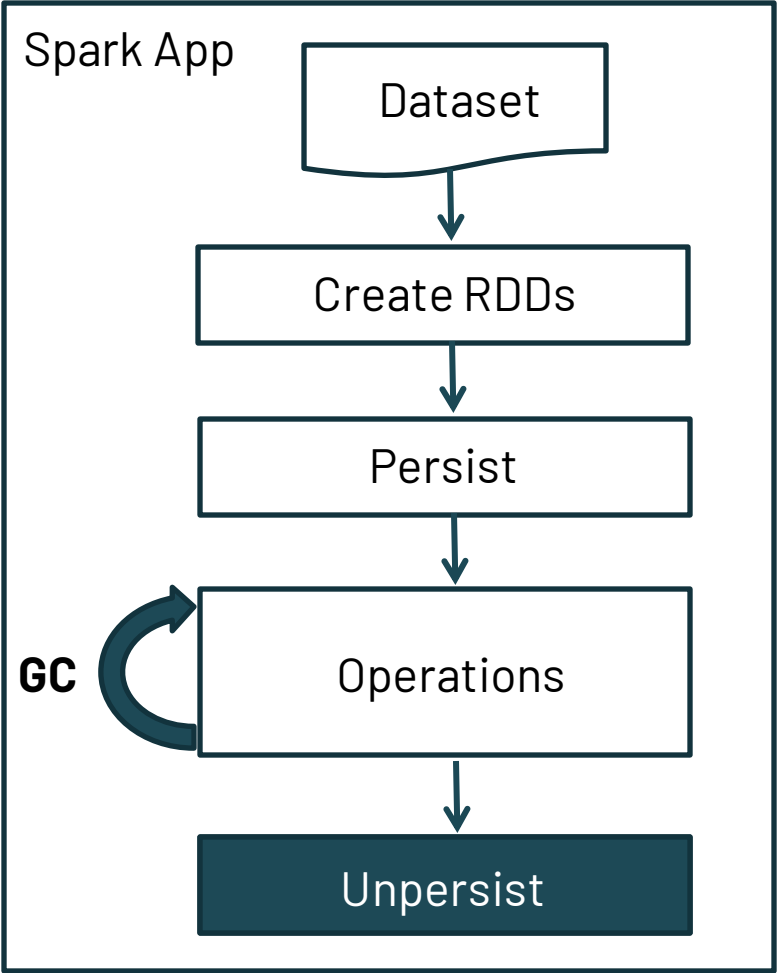 Spark App
Dataset
Create RDDs
Persist
GC
Operations
Unpersist